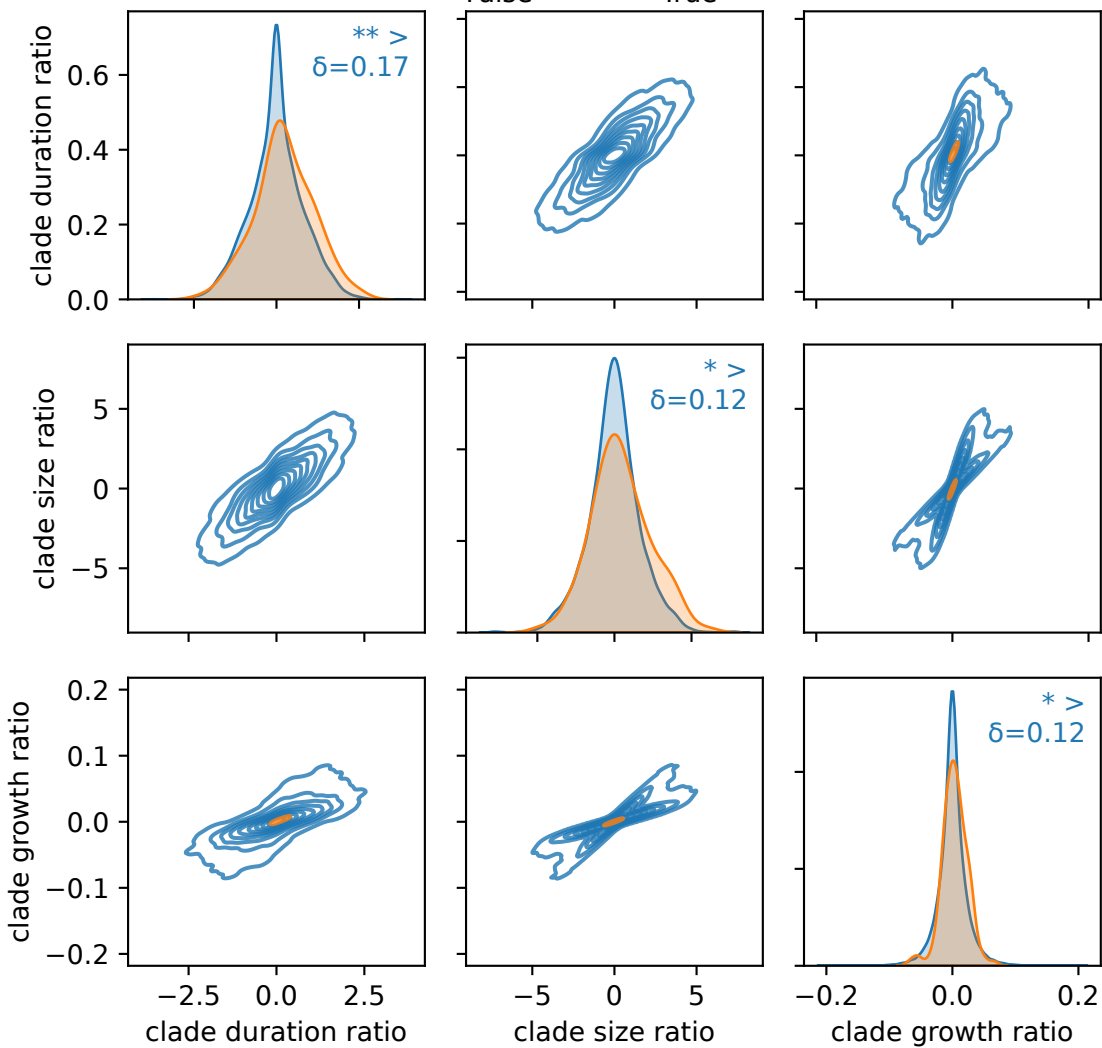 clade duration ratio
0.6
0.4
0.2
0.0
** >
δ=0.17
clade size ratio
5
0
−5
* >
δ=0.12
clade growth ratio
0.2
0.1
0.0
−0.1
−0.2
* >
δ=0.12
−2.5 0.0 2.5
−5 0 5
−0.2 0.0 0.2
clade duration ratio
clade size ratio
clade growth ratio